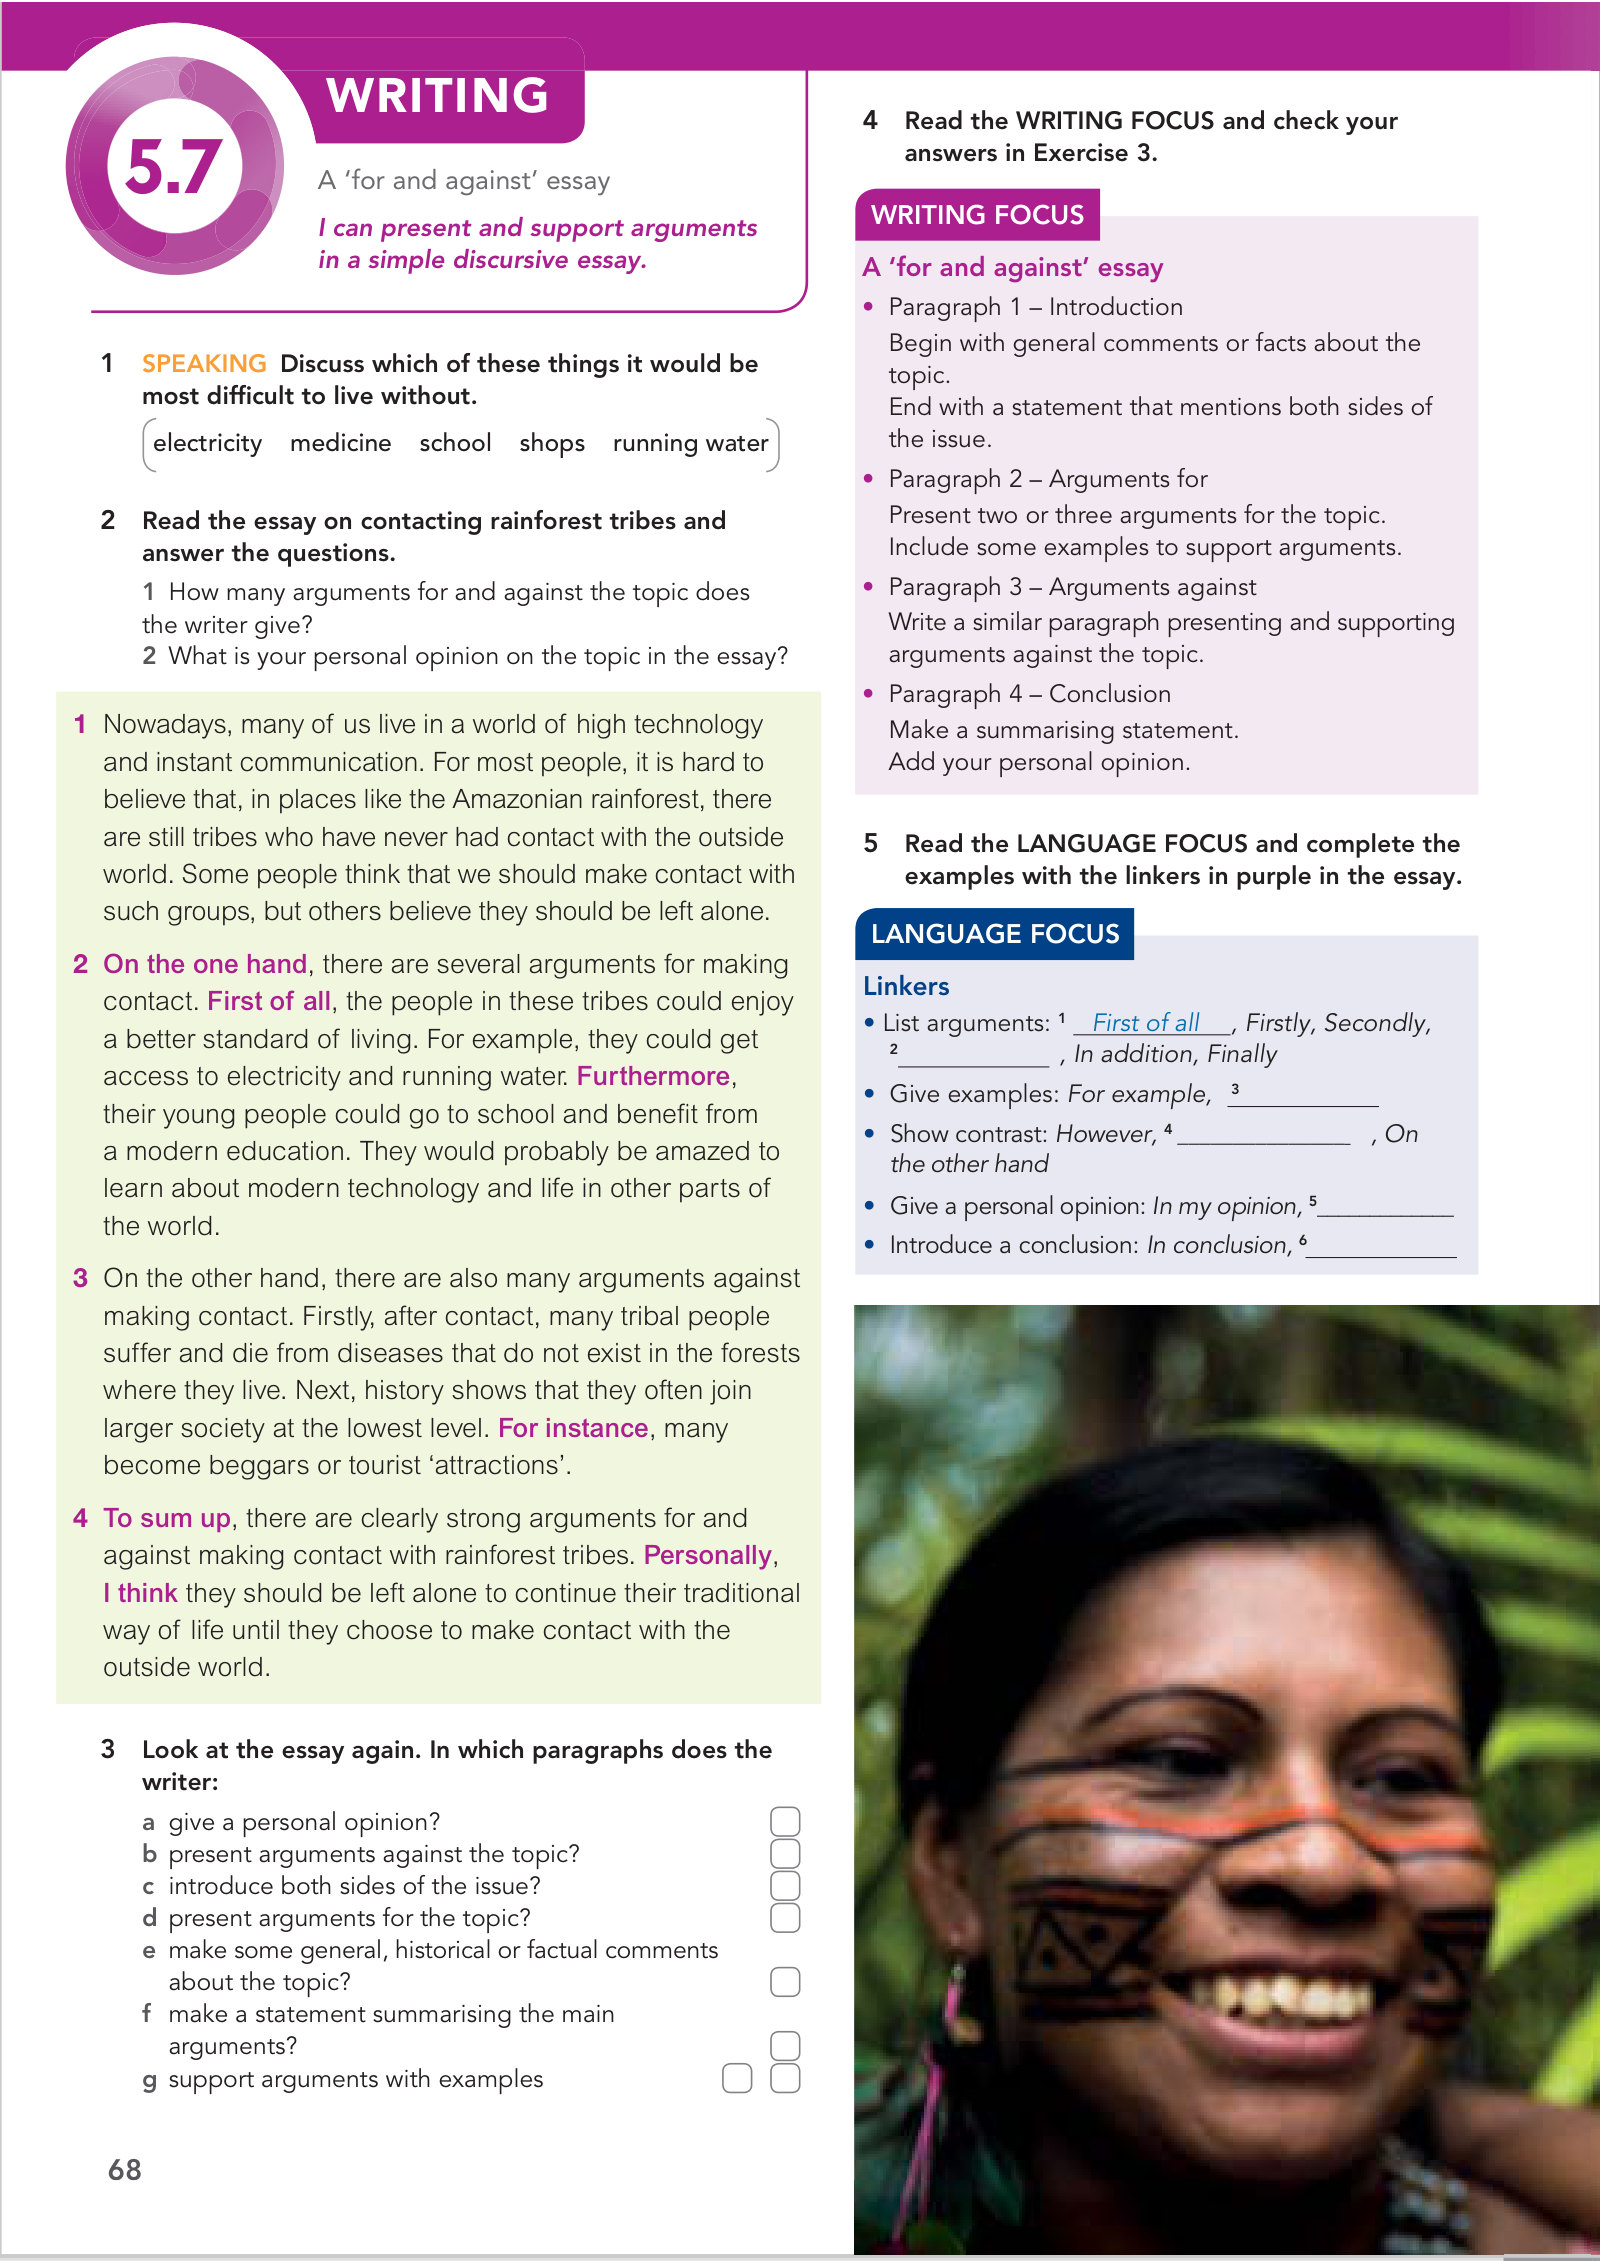 WRITING
5.7
A ‘for and against’ essay
I can present and support arguments
in a simple discursive essay.
1 SPEAKING Discuss which of these things it would be
most difficult to live without.
electricity medicine school shops running water
2 Read the essay on contacting rainforest tribes and
answer the questions.
1 How many arguments for and against the topic does
the writer give?
2 What is your personal opinion on the topic in the essay?
1 Nowadays, many of us live in a world of high technology
and instant communication. For most people, it is hard to
believe that, in places like the Amazonian rainforest, there
are still tribes who have never had contact with the outside
world. Some people think that we should make contact with
such groups, but others believe they should be left alone.
2 On the one hand, there are several arguments for making
contact. First of all, the people in these tribes could enjoy
a better standard of living. For example, they could get
access to electricity and running water. Furthermore,
their young people could go to school and benefit from
a modern education. They would probably be amazed to
learn about modern technology and life in other parts of
the world.
3 On the other hand, there are also many arguments against
making contact. Firstly, after contact, many tribal people
suffer and die from diseases that do not exist in the forests
where they live. Next, history shows that they often join
larger society at the lowest level. For instance, many
become beggars or tourist ‘attractions’.
4 To sum up, there are clearly strong arguments for and
against making contact with rainforest tribes. Personally,
I think they should be left alone to continue their traditional
way of life until they choose to make contact with the
outside world.
3 Look at the essay again. In which paragraphs does the
writer:
a give a personal opinion?
b present arguments against the topic?
c introduce both sides of the issue?
d present arguments for the topic?
e make some general, historical or factual comments
about the topic?
f make a statement summarising the main
arguments?
g support arguments with examples
68
4 Read the WRITING FOCUS and check your
answers in Exercise 3.
WRITING FOCUS
A ‘for and against’ essay
• Paragraph 1 – Introduction
Begin with general comments or facts about the
topic.
End with a statement that mentions both sides of
the issue.
• Paragraph 2 – Arguments for
Present two or three arguments for the topic.
Include some examples to support arguments.
• Paragraph 3 – Arguments against
Write a similar paragraph presenting and supporting
arguments against the topic.
• Paragraph 4 – Conclusion
Make a summarising statement.
Add your personal opinion.
5 Read the LANGUAGE FOCUS and complete the
examples with the linkers in purple in the essay.
LANGUAGE FOCUS
Linkers
• List arguments: 1 First of all, Firstly, Secondly,
2 ____________ , In addition, Finally
• Give examples: For example, 3 ____________
• Show contrast: However, 4 ____________ , On
the other hand
• Give a personal opinion: In my opinion, 5 ____________
• Introduce a conclusion: In conclusion, 6 ____________